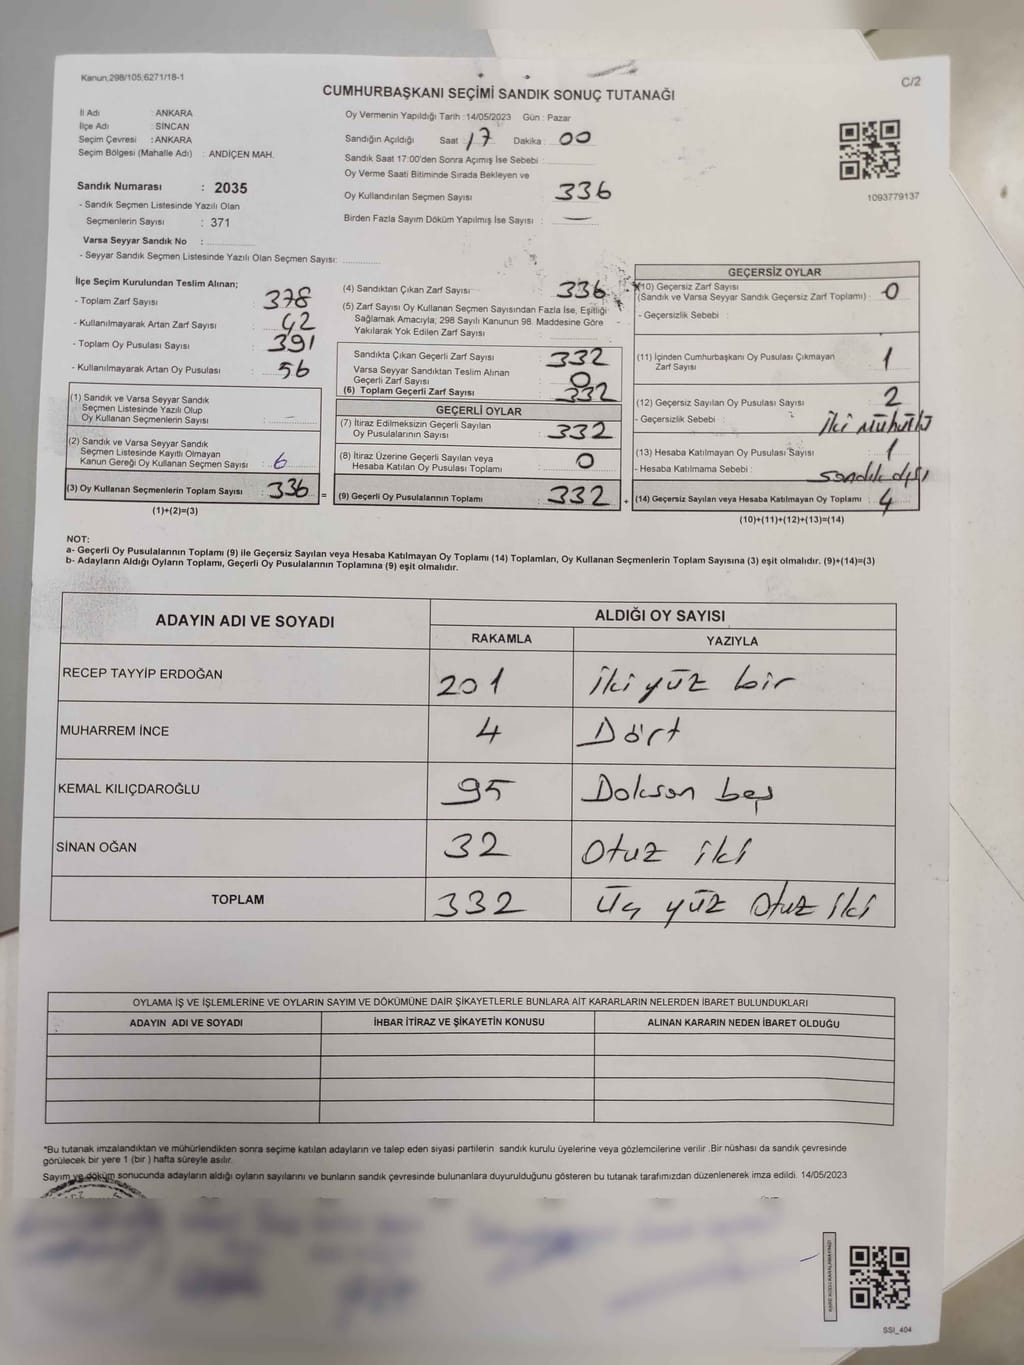 Kanun;298/105;6271/18-1
C/2
CUMHURBAŞKANI SEÇİMİ SANDIK SONUÇ TUTANAĞI
İl Adı : ANKARA
İlçe Adı : SİNCAN
Seçim Çevresi : ANKARA
Seçim Bölgesi (Mahalle Adı) : ANDİÇEN MAH.
Sandık Numarası : 2035
- Sandık Seçmen Listesinde Yazılı Olan
Seçmenlerin Sayısı : 371
Varsa Seyyar Sandık No :
- Seyyar Sandık Seçmen Listesinde Yazılı Olan Seçmen Sayısı:
Oy Vermenin Yapıldığı Tarih :14/05/2023 Gün : Pazar
Sandığın Açıldığı Saat : 17 Dakika : 00
Sandık Saat 17:00'den Sonra Açımış İse Sebebi :
Oy Verme Saati Bitiminde Sırada Bekleyen ve
Oy Kullandırılan Seçmen Sayısı 336
Birden Fazla Sayım Döküm Yapılmış İse Sayısı : —
1093779137
İlçe Seçim Kurulundan Teslim Alınan;
- Toplam Zarf Sayısı : 378
- Kullanılmayarak Artan Zarf Sayısı : 42
- Toplam Oy Pusulası Sayısı : 391
- Kullanılmayarak Artan Oy Pusulası : 56
(1) Sandık ve Varsa Seyyar Sandık
Seçmen Listesinde Yazılı Olup
Oy Kullanan Seçmenlerin Sayısı :
(2) Sandık ve Varsa Seyyar Sandık
Seçmen Listesinde Kayıtlı Olmayan
Kanun Gereği Oy Kullanan Seçmen Sayısı : 6
(3) Oy Kullanan Seçmenlerin Toplam Sayısı : 336 =
(1)+(2)=(3)
(4) Sandıktan Çıkan Zarf Sayısı : 336
(5) Zarf Sayısı Oy Kullanan Seçmen Sayısından Fazla İse, Eşitliği
Sağlamak Amacıyla; 298 Sayılı Kanunun 98. Maddesine Göre
Yakılarak Yok Edilen Zarf Sayısı :
Sandıkta Çıkan Geçerli Zarf Sayısı : 332
Varsa Seyyar Sandıktan Teslim Alınan
Geçerli Zarf Sayısı : 0
(6) Toplam Geçerli Zarf Sayısı : 332
GEÇERLİ OYLAR
(7) İtiraz Edilmeksizin Geçerli Sayılan
Oy Pusulalarının Sayısı : 332
(8) İtiraz Üzerine Geçerli Sayılan veya
Hesaba Katılan Oy Pusulası Toplamı : 0
(9) Geçerli Oy Pusulalarının Toplamı : 332 +
GEÇERSİZ OYLAR
(10) Geçersiz Zarf Sayısı
(Sandık ve Varsa Seyyar Sandık Geçersiz Zarf Toplamı) : 0
- Geçersizlik Sebebi :
(11) İçinden Cumhurbaşkanı Oy Pusulası Çıkmayan
Zarf Sayısı 1
(12) Geçersiz Sayılan Oy Pusulası Sayısı : 2
- Geçersizlik Sebebi : İki Mühürlü
(13) Hesaba Katılmayan Oy Pusulası Sayısı : 1
- Hesaba Katılmama Sebebi : sandık dışı
(14) Geçersiz Sayılan veya Hesaba Katılmayan Oy Toplamı : 4
(10)+(11)+(12)+(13)=(14)
NOT:
a- Geçerli Oy Pusulalarının Toplamı (9) ile Geçersiz Sayılan veya Hesaba Katılmayan Oy Toplamı (14) Toplamları, Oy Kullanan Seçmenlerin Toplam Sayısına (3) eşit olmalıdır. (9)+(14)=(3)
b- Adayların Aldığı Oyların Toplamı, Geçerli Oy Pusulalarının Toplamına (9) eşit olmalıdır.
ADAYIN ADI VE SOYADI
ALDIĞI OY SAYISI
RAKAMLA YAZIYLA
RECEP TAYYİP ERDOĞAN 201 İki yüz bir
MUHARREM İNCE 4 Dört
KEMAL KILIÇDAROĞLU 95 Doksan beş
SİNAN OĞAN 32 Otuz iki
TOPLAM 332 Üç yüz Otuz İki
OYLAMA İŞ VE İŞLEMLERİNE VE OYLARIN SAYIM VE DÖKÜMÜNE DAİR ŞİKAYETLERLE BUNLARA AİT KARARLARIN NELERDEN İBARET BULUNDUKLARI
ADAYIN ADI VE SOYADI İHBAR İTİRAZ VE ŞİKAYETİN KONUSU ALINAN KARARIN NEDEN İBARET OLDUĞU
*Bu tutanak imzalandıktan ve mühürlendikten sonra seçime katılan adayların ve talep eden siyasi partilerin sandık kurulu üyelerine veya gözlemcilerine verilir .Bir nüshası da sandık çevresinde
görülecek bir yere 1 (bir ) hafta süreyle asılır.
Sayım ve döküm sonucunda adayların aldığı oyların sayılarını ve bunların sandık çevresinde bulunanlara duyurulduğunu gösteren bu tutanak tarafımızdan düzenlenerek imza edildi. 14/05/2023
KARE KODU KARALAMAYINIZ!
SSİ_404